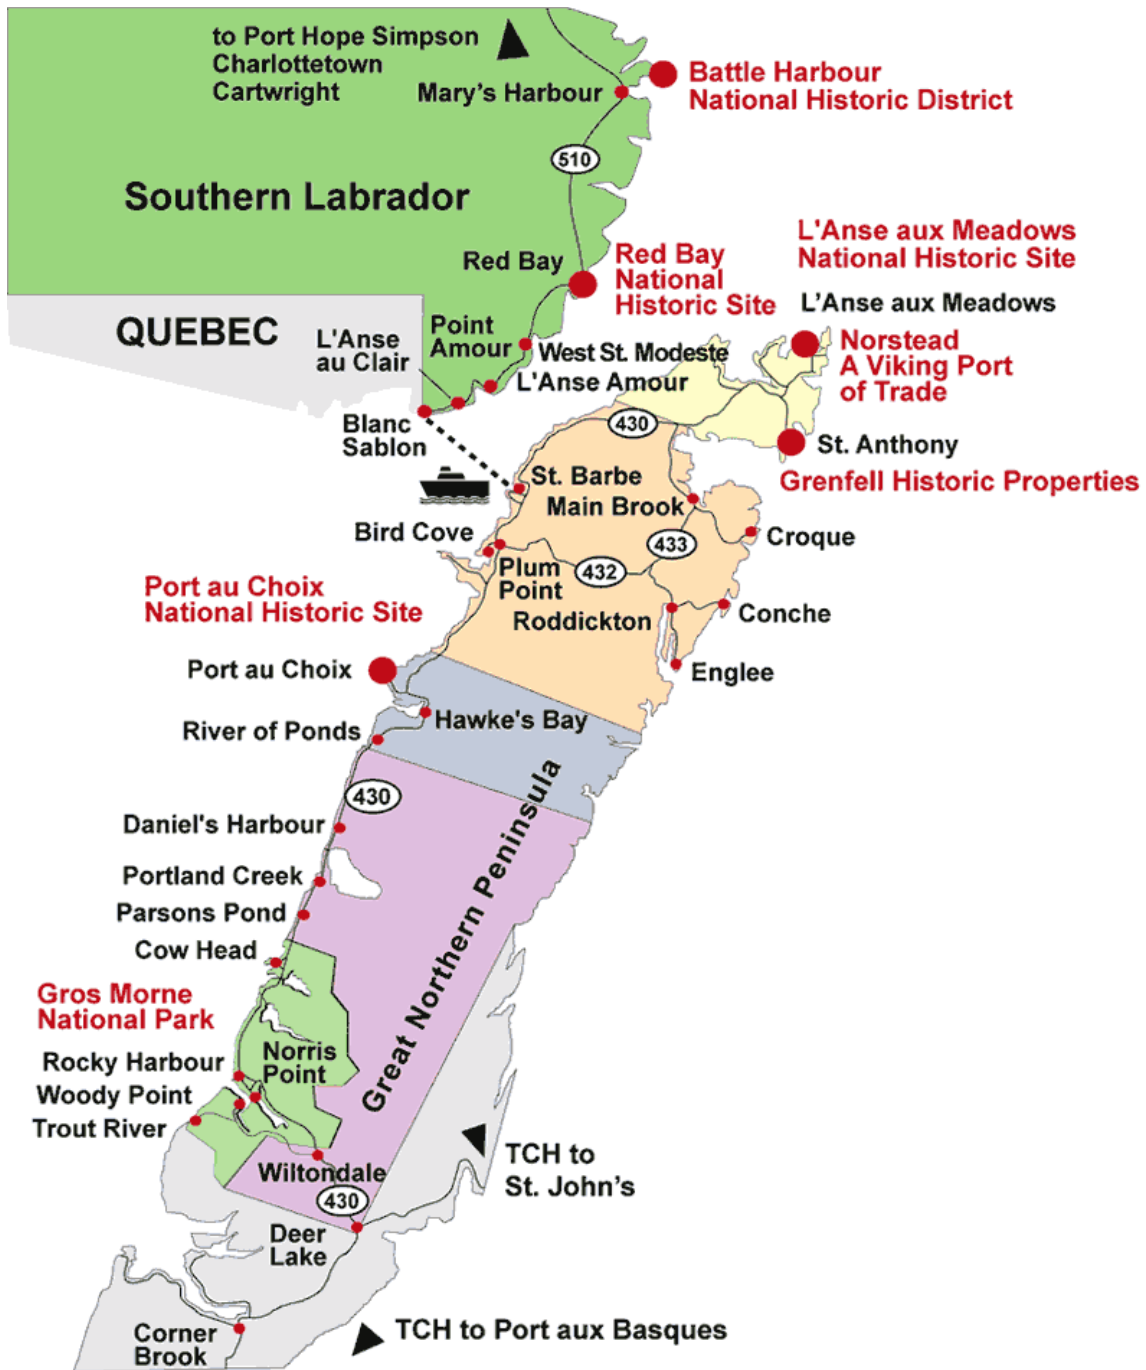 to Port Hope Simpson
Charlottetown
Cartwright
Mary's Harbour
Battle Harbour
National Historic District
510
Southern Labrador
Red Bay
Red Bay
National
Historic Site
L'Anse aux Meadows
National Historic Site
L'Anse aux Meadows
QUEBEC
L'Anse
au Clair
Point
Amour
West St. Modeste
L'Anse Amour
Norstead
A Viking Port
of Trade
Blanc
Sablon
430
St. Anthony
Grenfell Historic Properties
St. Barbe
Main Brook
Bird Cove
Croque
433
432
Plum
Point
Port au Choix
National Historic Site
Roddickton
Conche
Port au Choix
Englee
River of Ponds
Hawke's Bay
430
Daniel's Harbour
Portland Creek
Parsons Pond
Cow Head
Great Northern Peninsula
Gros Morne
National Park
Rocky Harbour
Norris
Point
Woody Point
Trout River
Wiltondale
TCH to
St. John's
430
Deer
Lake
Corner
Brook
TCH to Port aux Basques